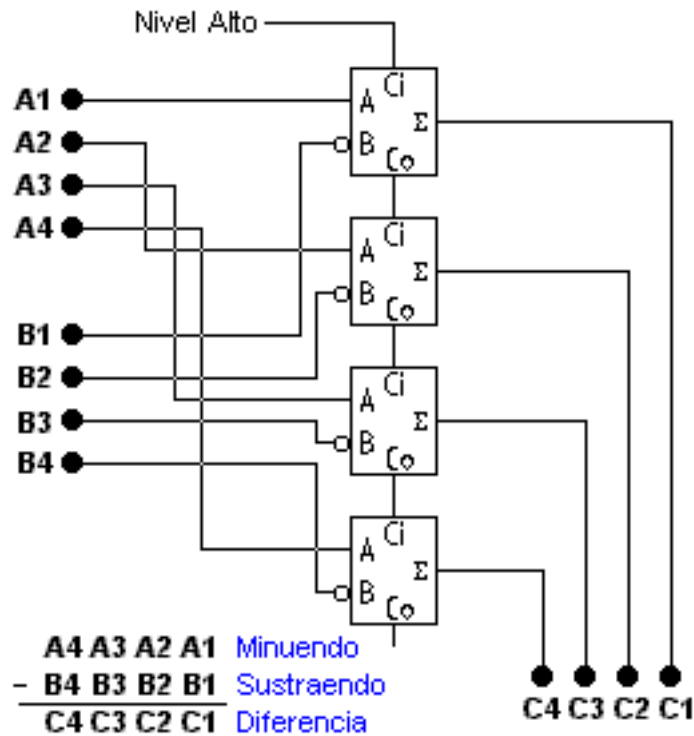 Nivel Alto
A1
A2
A3
A4
B1
B2
B3
B4
Ci
A
Σ
B
Co
Ci
A
Σ
B
Co
Ci
A
Σ
B
Co
Ci
A
Σ
B
Co
A4 A3 A2 A1 Minuendo
– B4 B3 B2 B1 Sustraendo
C4 C3 C2 C1 Diferencia
C4 C3 C2 C1